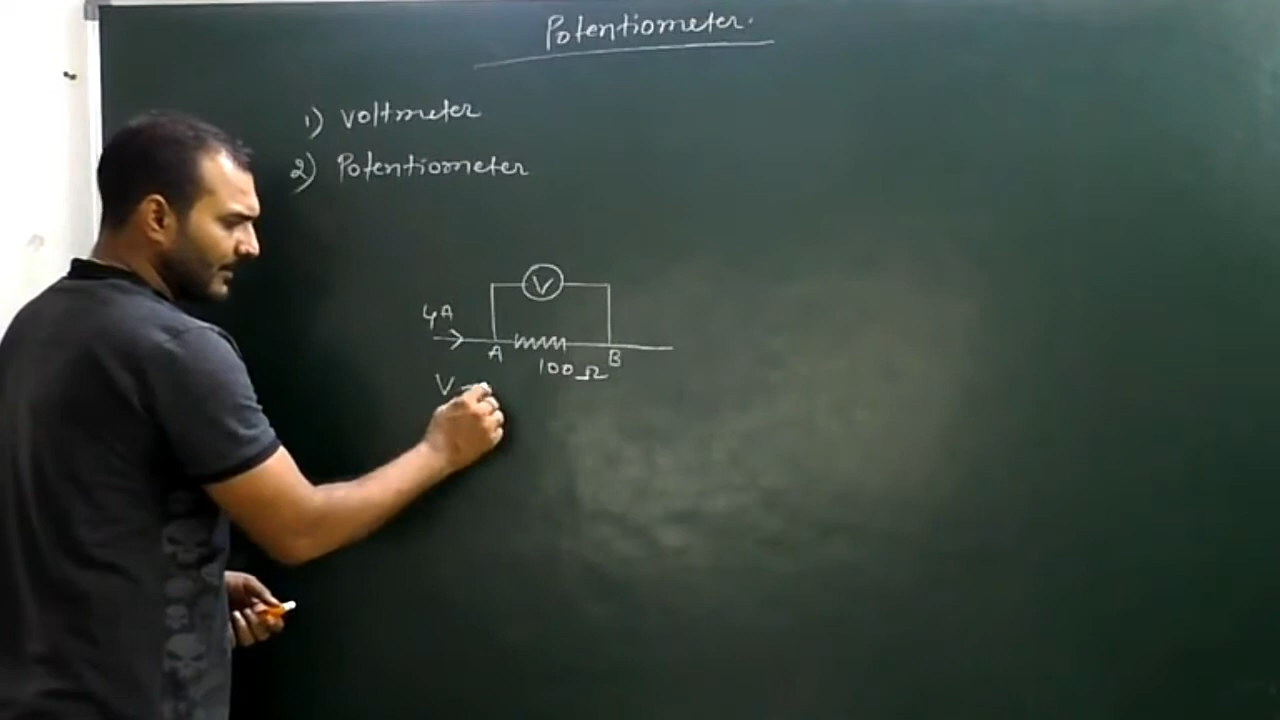 Potentiometer.
1) Voltmeter
2) Potentiometer
V
4A
A
B
100Ω
V =